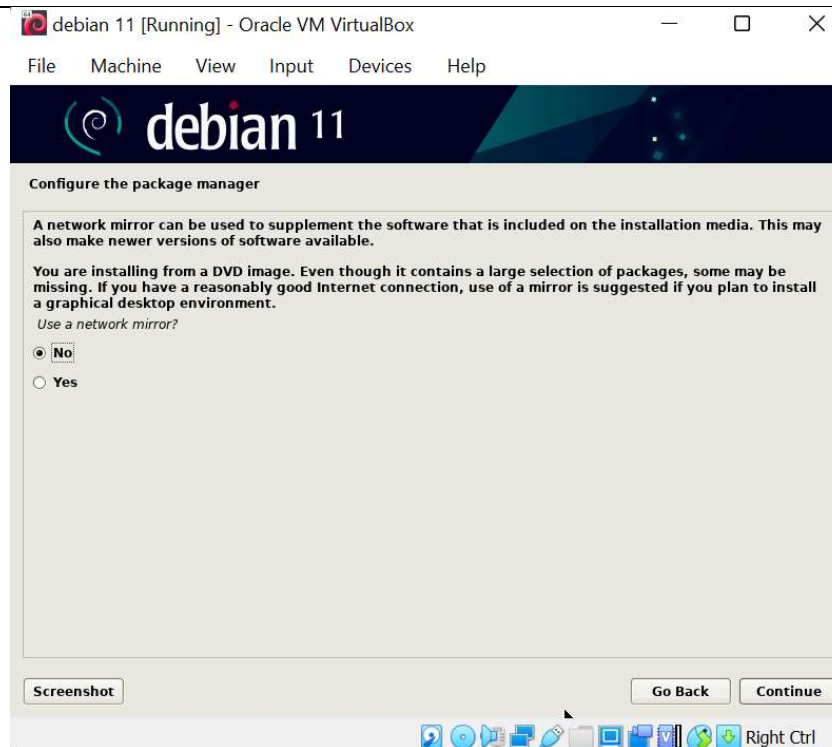 debian 11 [Running] - Oracle VM VirtualBox
File Machine View Input Devices Help
debian 11
Configure the package manager
A network mirror can be used to supplement the software that is included on the installation media. This may
also make newer versions of software available.
You are installing from a DVD image. Even though it contains a large selection of packages, some may be
missing. If you have a reasonably good Internet connection, use of a mirror is suggested if you plan to install
a graphical desktop environment.
Use a network mirror?
No
Yes
Screenshot Go Back Continue
Right Ctrl